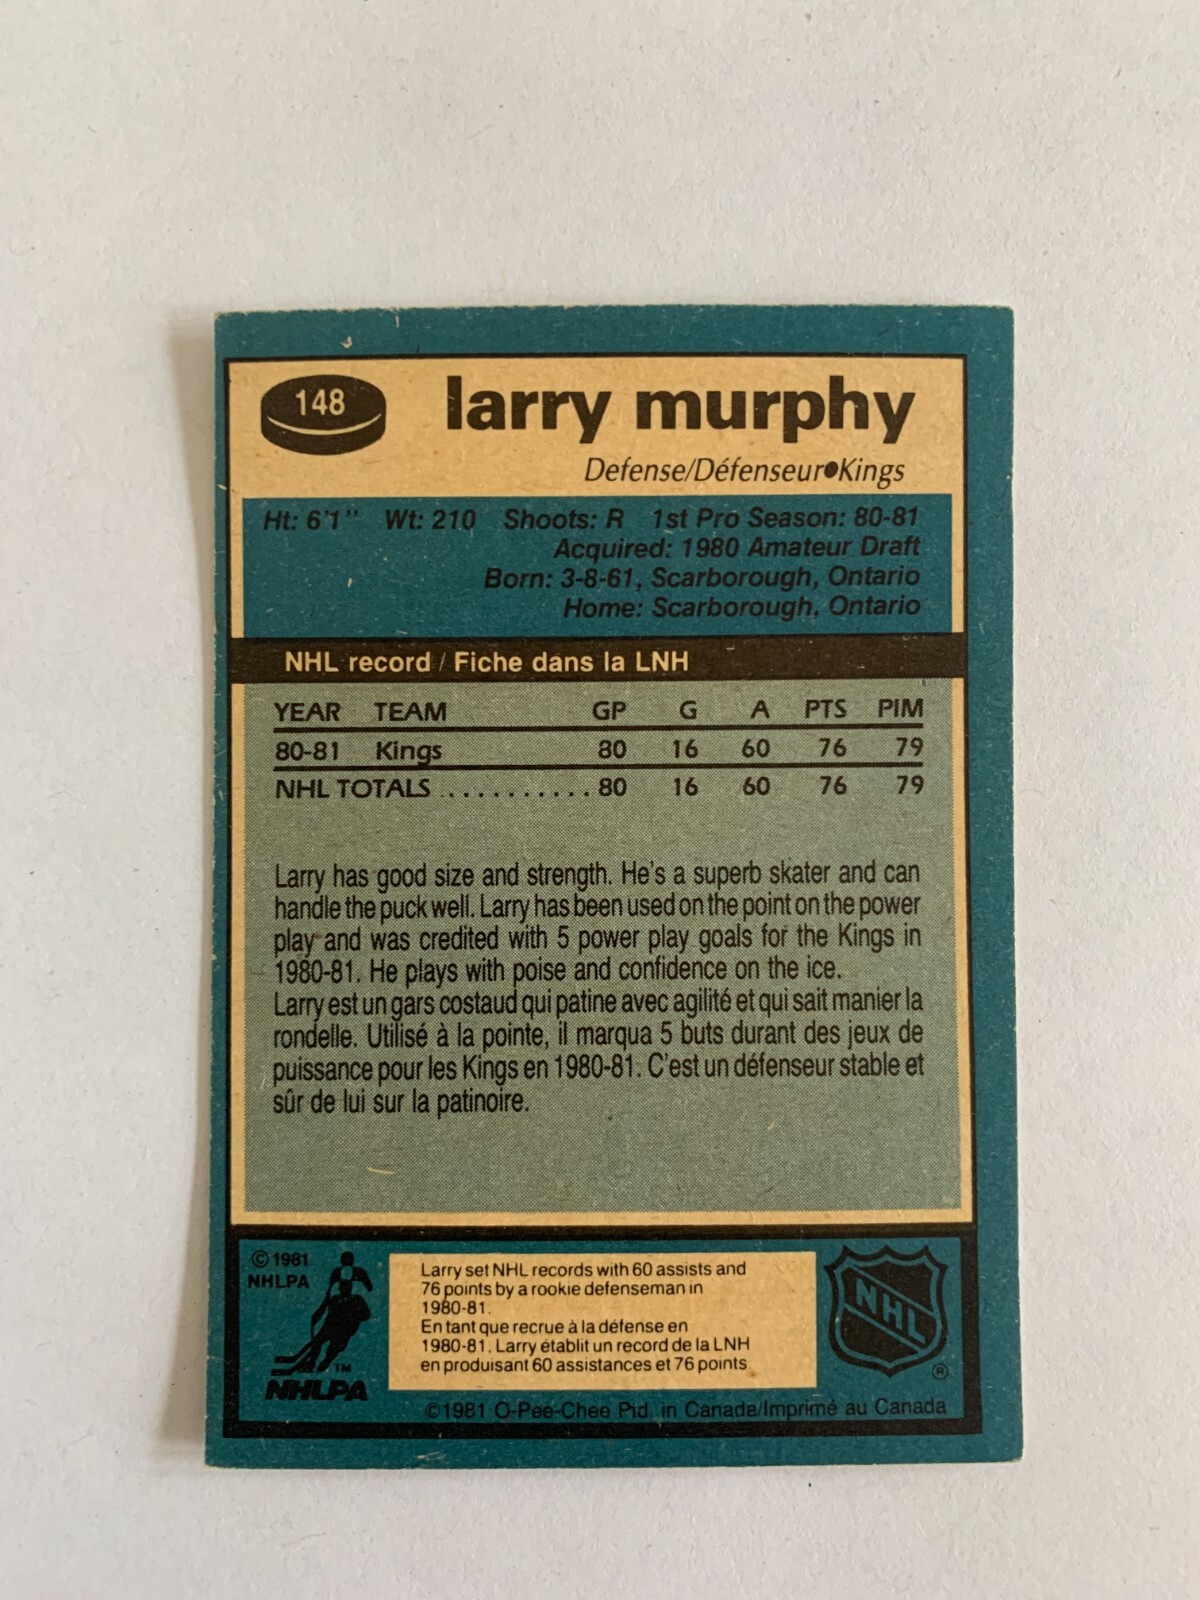 148
larry murphy
Defense/Défenseur●Kings
Ht: 6'1" Wt: 210 Shoots: R 1st Pro Season: 80-81
Acquired: 1980 Amateur Draft
Born: 3-8-61, Scarborough, Ontario
Home: Scarborough, Ontario
NHL record / Fiche dans la LNH
YEAR TEAM GP G A PTS PIM
80-81 Kings 80 16 60 76 79
NHL TOTALS ........... 80 16 60 76 79
Larry has good size and strength. He's a superb skater and can
handle the puck well. Larry has been used on the point on the power
play and was credited with 5 power play goals for the Kings in
1980-81. He plays with poise and confidence on the ice.
Larry est un gars costaud qui patine avec agilité et qui sait manier la
rondelle. Utilisé à la pointe, il marqua 5 buts durant des jeux de
puissance pour les Kings en 1980-81. C'est un défenseur stable et
sûr de lui sur la patinoire.
©1981
NHLPA
TM
NHLPA
Larry set NHL records with 60 assists and
76 points by a rookie defenseman in
1980-81.
En tant que recrue à la défense en
1980-81. Larry établit un record de la LNH
en produisant 60 assistances et 76 points
NHL
®
©1981 O-Pee-Chee Ptd. in Canada/Imprimé au Canada